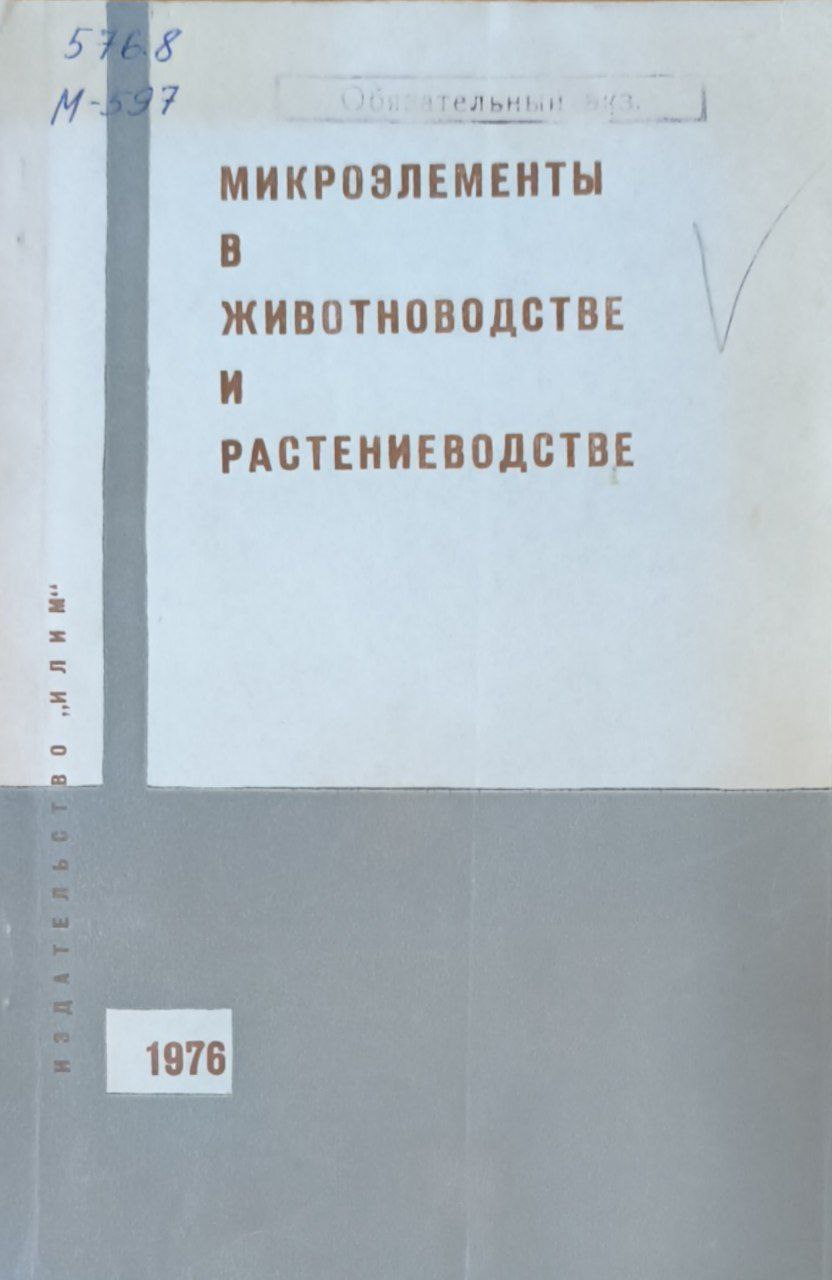 576.8
М-597
Обязательный экз.
МИКРОЭЛЕМЕНТЫ
В
ЖИВОТНОВОДСТВЕ
И
РАСТЕНИЕВОДСТВЕ
ИЗДАТЕЛЬСТВО „ИЛИМ“
1976